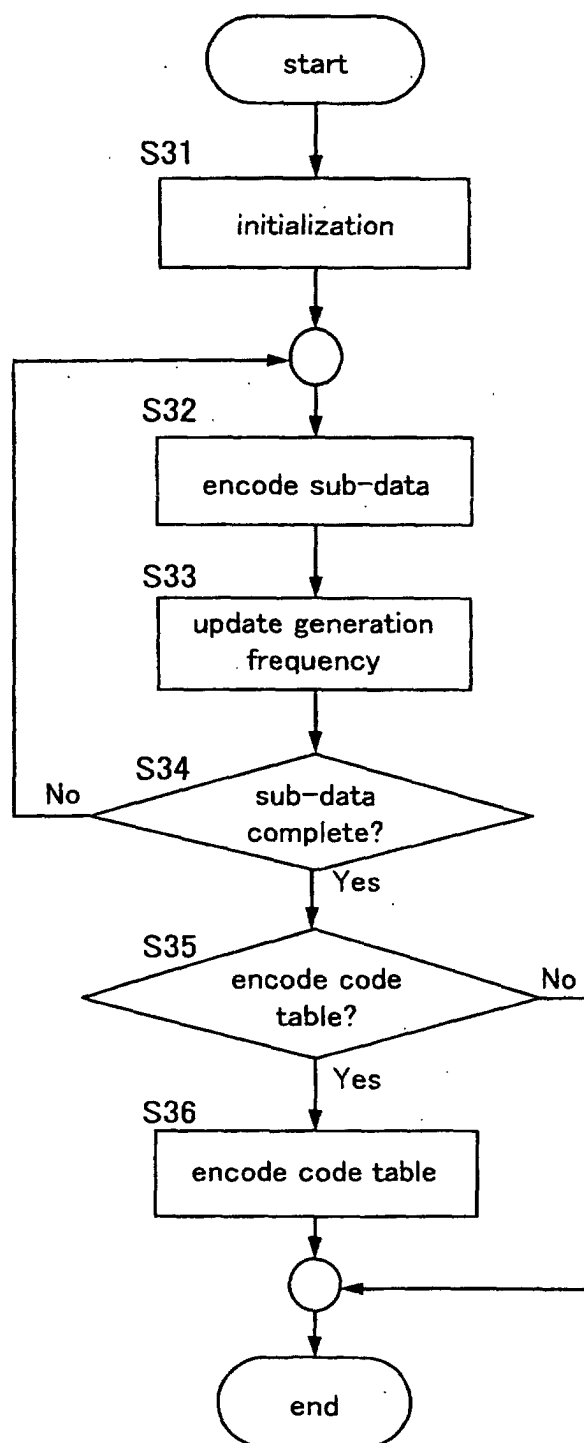 start
S31
initialization
S32
encode sub-data
S33
update generation
frequency
S34
No
sub-data
complete?
Yes
S35
encode code
table?
No
Yes
S36
encode code table
end